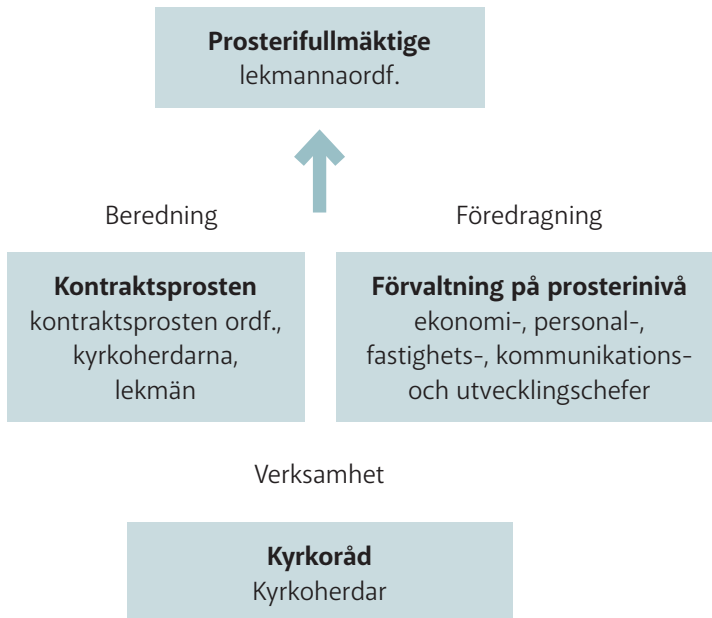 Prosterifullmäktige
lekmannaordf.
Beredning
Föredragning
Kontraktsprosten
kontraktsprosten ordf.,
kyrkoherdarna,
lekmän
Förvaltning på prosterinivå
ekonomi-, personal-,
fastighets-, kommunikations-
och utvecklingschefer
Verksamhet
Kyrkoråd
Kyrkoherdar